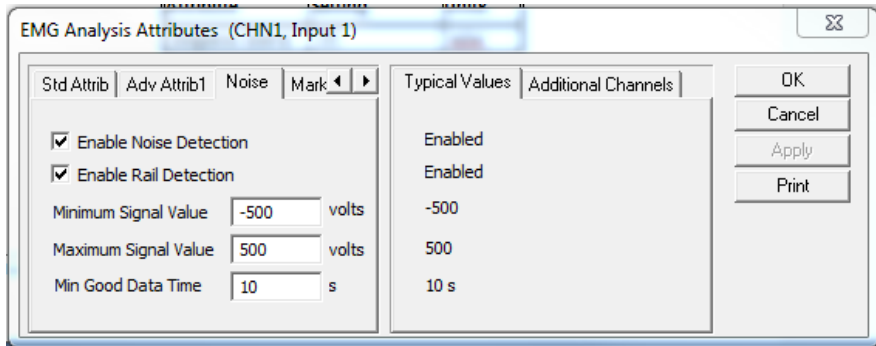 EMG Analysis Attributes (CHN1, Input 1)
Std Attrib Adv Attrib1 Noise Mark
Enable Noise Detection
Enable Rail Detection
Minimum Signal Value -500 volts
Maximum Signal Value 500 volts
Min Good Data Time 10 s
Typical Values Additional Channels
Enabled
Enabled
-500
500
10 s
OK
Cancel
Apply
Print